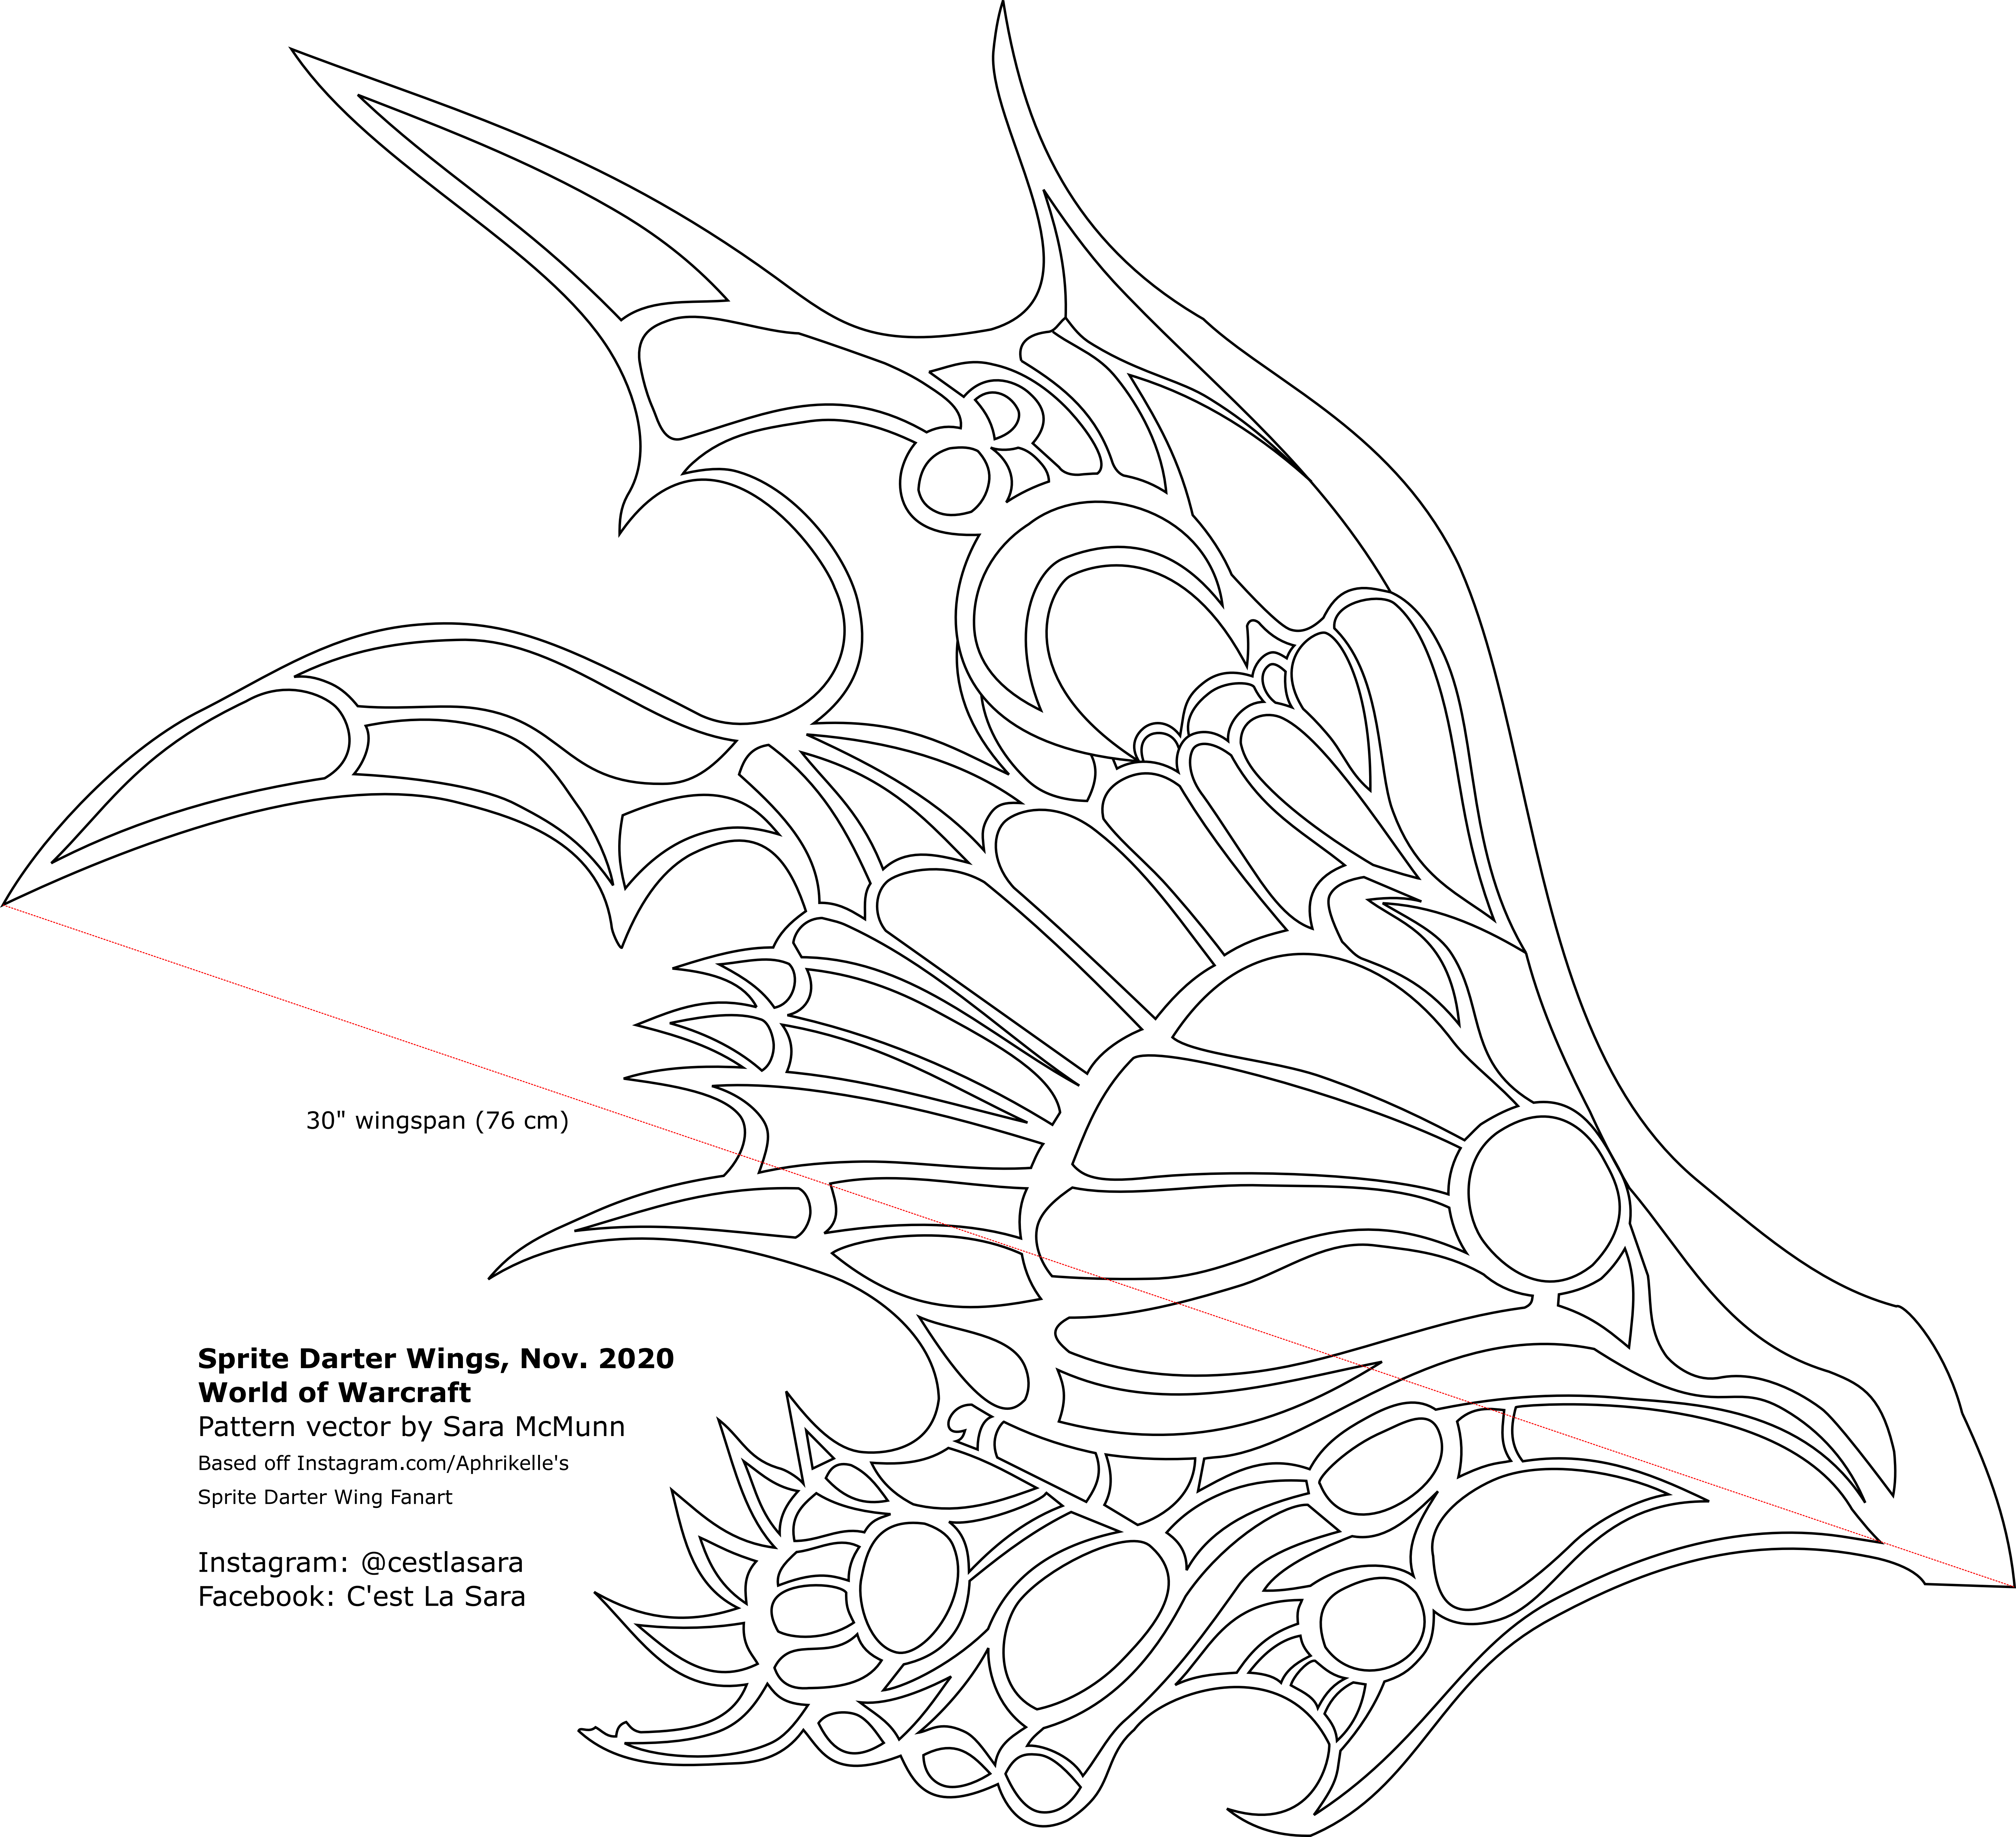 30" wingspan (76 cm)
Sprite Darter Wings, Nov. 2020
World of Warcraft
Pattern vector by Sara McMunn
Based off Instagram.com/Aphrikelle's
Sprite Darter Wing Fanart
Instagram: @cestlasara
Facebook: C'est La Sara